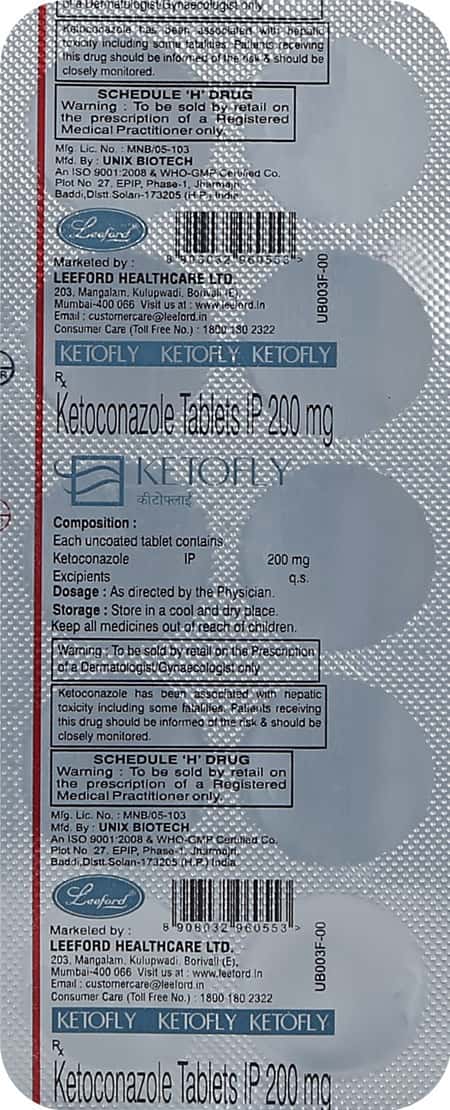 of a Dermatologist/Gynaecologist only
Ketoconazole has been associated with hepatic
toxicity including some fatalities. Patients receiving
this drug should be informed of the risk & should be
closely monitored.
SCHEDULE 'H' DRUG
Warning : To be sold by retail on
the prescription of a Registered
Medical Practitioner only.
Mfg. Lic. No. : MNB/05-103
Mfd. By : UNIX BIOTECH
An ISO 9001:2008 & WHO-GMP Certified Co.
Plot No. 27, EPIP, Phase-1, Jharmajri,
Baddi,Distt.Solan-173205 (H.P.) India
Leeford
8 908032 960553 >
UB003F-00
Marketed by :
LEEFORD HEALTHCARE LTD.
203, Mangalam, Kulupwadi, Borivali (E),
Mumbai-400 066 Visit us at : www.leeford.in
Email : customercare@leeford.in
Consumer Care (Toll Free No.) : 1800 180 2322
KETOFLY KETOFLY KETOFLY
Rx
Ketoconazole Tablets IP 200 mg
KETOFLY
कीटोफ्लाई
Composition :
Each uncoated tablet contains
Ketoconazole IP 200 mg
Excipients q.s.
Dosage : As directed by the Physician.
Storage : Store in a cool and dry place.
Keep all medicines out of reach of children.
Warning : To be sold by retail on the Prescription
of a Dermatologist/Gynaecologist only
Ketoconazole has been associated with hepatic
toxicity including some fatalities. Patients receiving
this drug should be informed of the risk & should be
closely monitored.
SCHEDULE 'H' DRUG
Warning : To be sold by retail on
the prescription of a Registered
Medical Practitioner only.
Mfg. Lic. No. : MNB/05-103
Mfd. By : UNIX BIOTECH
An ISO 9001:2008 & WHO-GMP Certified Co.
Plot No. 27, EPIP, Phase-1, Jharmajri,
Baddi,Distt.Solan-173205 (H.P.) India
Leeford
8 908032 960553 >
UB003F-00
Marketed by :
LEEFORD HEALTHCARE LTD.
203, Mangalam, Kulupwadi, Borivali (E),
Mumbai-400 066 Visit us at : www.leeford.in
Email : customercare@leeford.in
Consumer Care (Toll Free No.) : 1800 180 2322
KETOFLY KETOFLY KETOFLY
Rx
Ketoconazole Tablets IP 200 mg